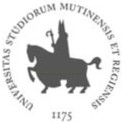 UNIVERSITAS STUDIORUM MUTINENSIS ET REGIENSIS
1175